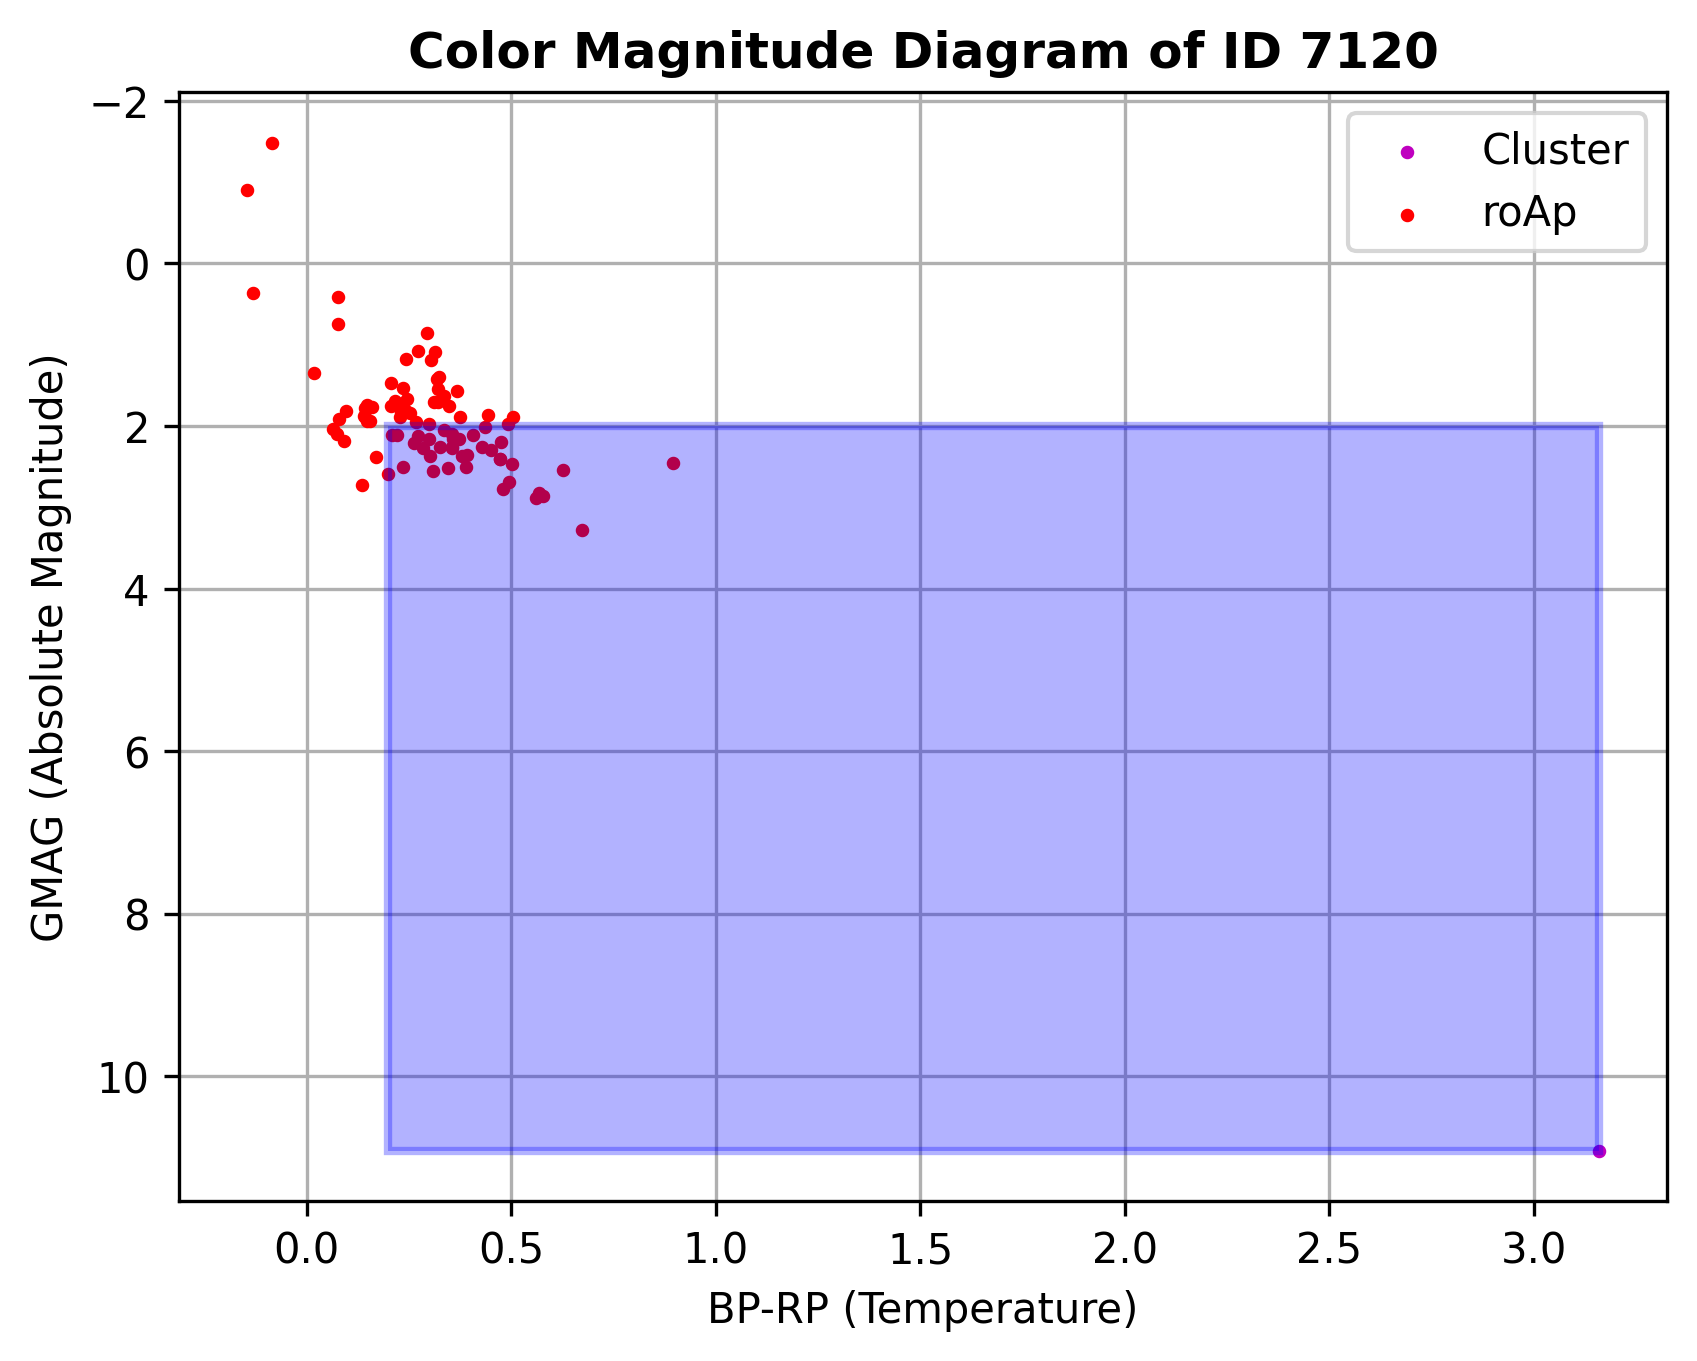 Color Magnitude Diagram of ID 7120
Cluster
roAp
GMAG (Absolute Magnitude)
−2
0
2
4
6
8
10
0.0 0.5 1.0 1.5 2.0 2.5 3.0
BP-RP (Temperature)